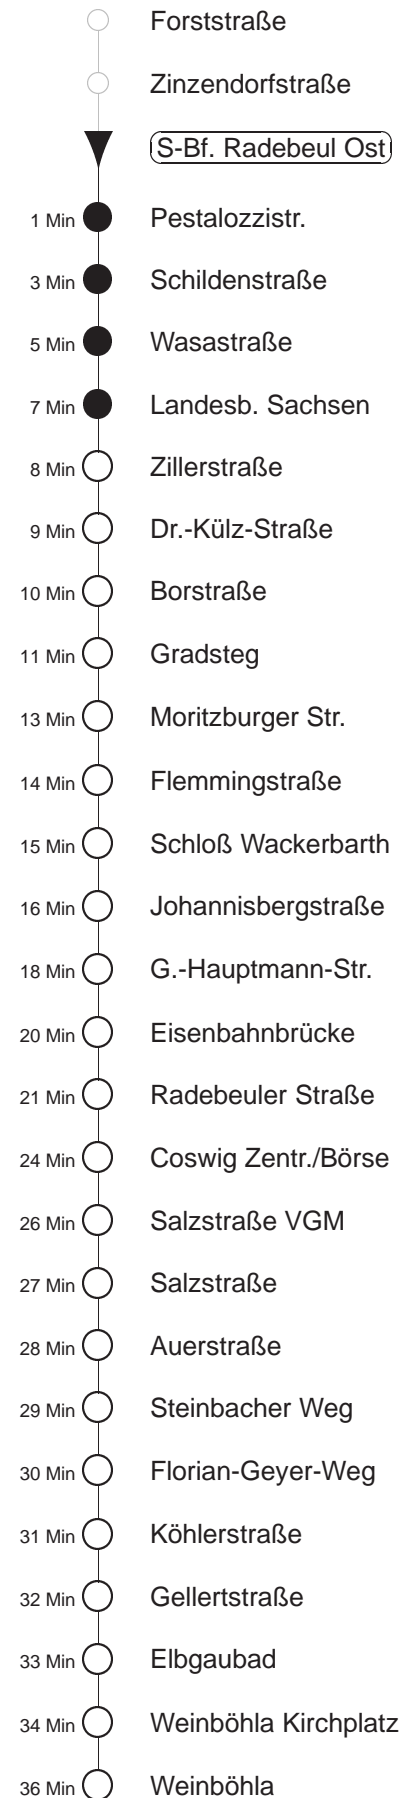 Forststraße
Zinzendorfstraße
S-Bf. Radebeul Ost
1 Min Pestalozzistr.
3 Min Schildenstraße
5 Min Wasastraße
7 Min Landesb. Sachsen
8 Min Zillerstraße
9 Min Dr.-Külz-Straße
10 Min Borstraße
11 Min Gradsteg
13 Min Moritzburger Str.
14 Min Flemmingstraße
15 Min Schloß Wackerbarth
16 Min Johannisbergstraße
18 Min G.-Hauptmann-Str.
20 Min Eisenbahnbrücke
21 Min Radebeuler Straße
24 Min Coswig Zentr./Börse
26 Min Salzstraße VGM
27 Min Salzstraße
28 Min Auerstraße
29 Min Steinbacher Weg
30 Min Florian-Geyer-Weg
31 Min Köhlerstraße
32 Min Gellertstraße
33 Min Elbgaubad
34 Min Weinböhla Kirchplatz
36 Min Weinböhla